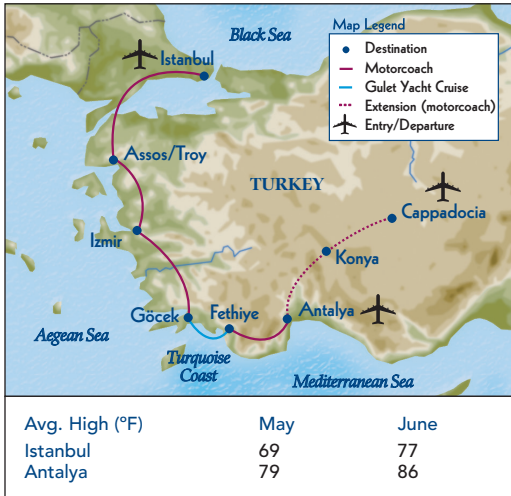 Black Sea
Map Legend
Destination
Motorcoach
Gulet Yacht Cruise
Extension (motorcoach)
Entry/Departure
Istanbul
Assos/Troy
TURKEY
Cappadocia
Izmir
Konya
Göcek
Fethiye
Antalya
Aegean Sea
Turquoise
Coast
Mediterranean Sea
Avg. High (ºF) May June
Istanbul 69 77
Antalya 79 86